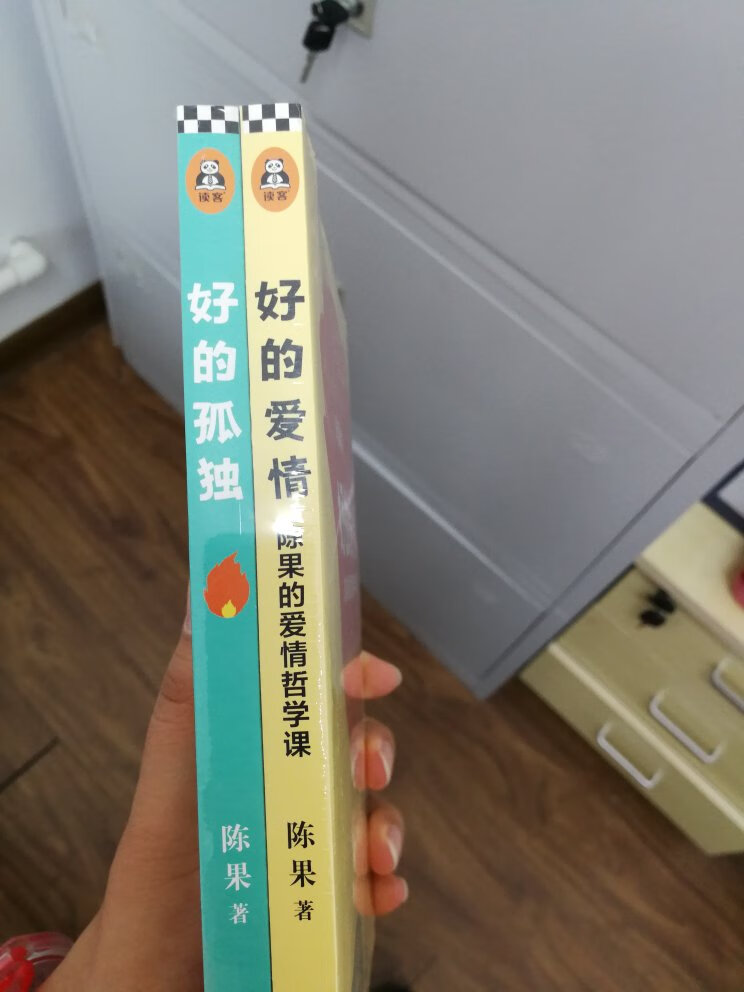 读客
好的孤独
陈果 著
读客
好的爱情
陈果的爱情哲学课
陈果 著